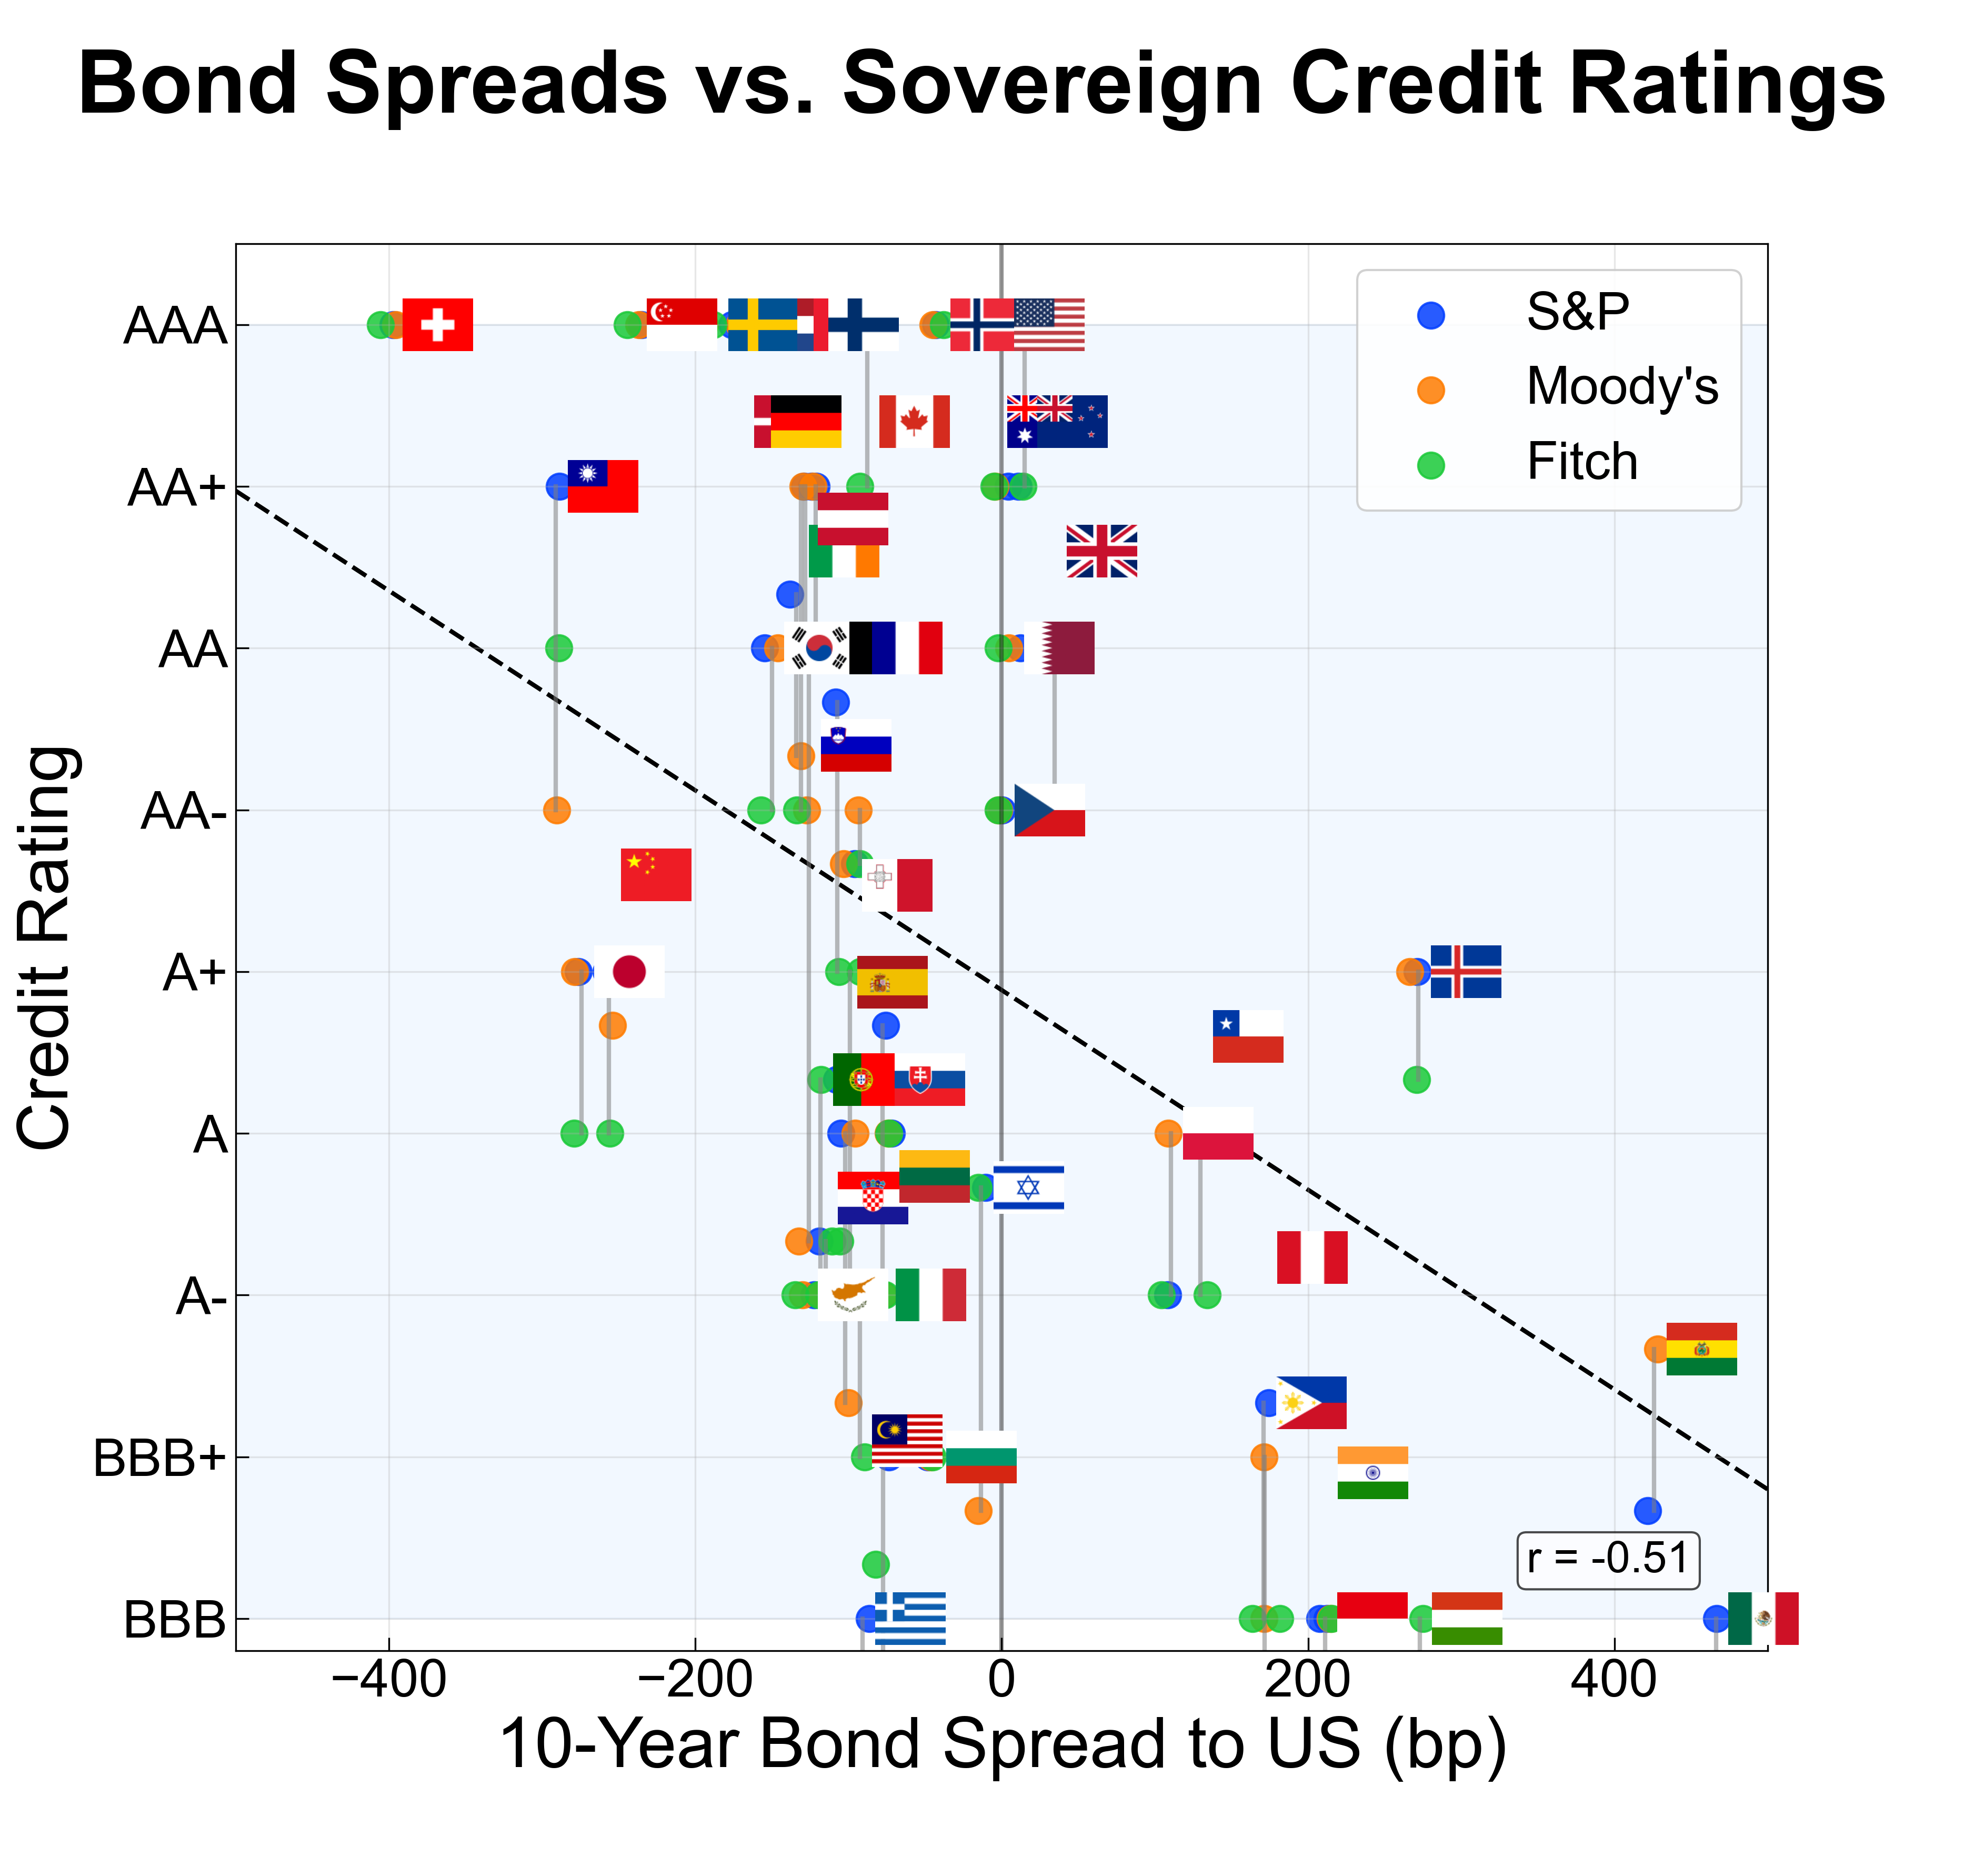 Bond Spreads vs. Sovereign Credit Ratings
S&P
Moody's
Fitch
Credit Rating
AAA
AA+
AA
AA-
A+
A
A-
BBB+
BBB
r = -0.51
−400
−200
0
200
400
10-Year Bond Spread to US (bp)